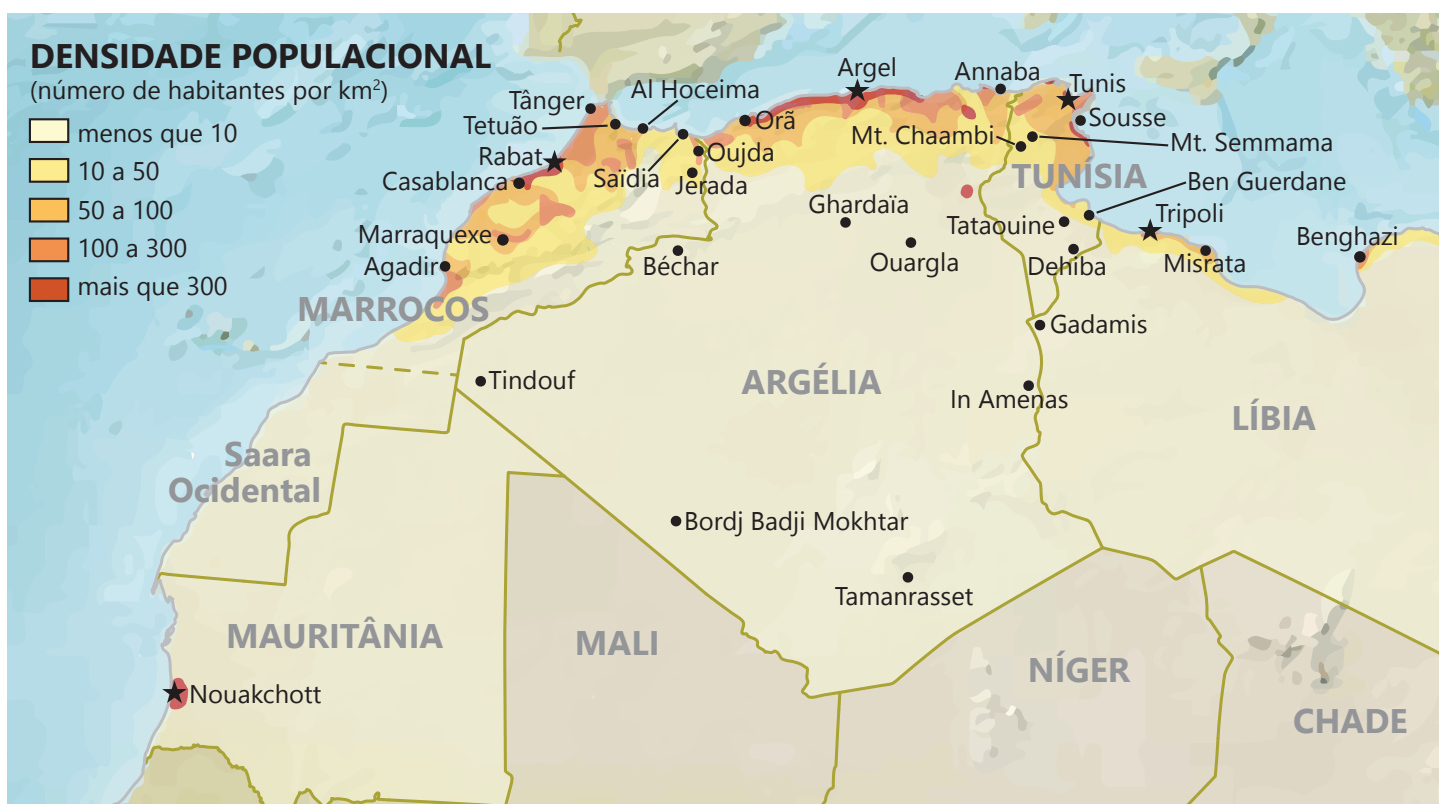 DENSIDADE POPULACIONAL
(número de habitantes por km²)
menos que 10
10 a 50
50 a 100
100 a 300
mais que 300
Argel
Annaba
Tunis
Al Hoceima
Tânger
Tetuão
Orã
Sousse
Mt. Chaambi
Mt. Semmama
Rabat
Oujda
Casablanca
Saïdia
Jerada
TUNÍSIA
Ben Guerdane
Ghardaïa
Tataouine
Tripoli
Marraquexe
Benghazi
Agadir
Béchar
Ouargla
Dehiba
Misrata
MARROCOS
Gadamis
Tindouf
ARGÉLIA
In Amenas
LÍBIA
Saara
Ocidental
Bordj Badji Mokhtar
Tamanrasset
MAURITÂNIA
MALI
NÍGER
Nouakchott
CHADE